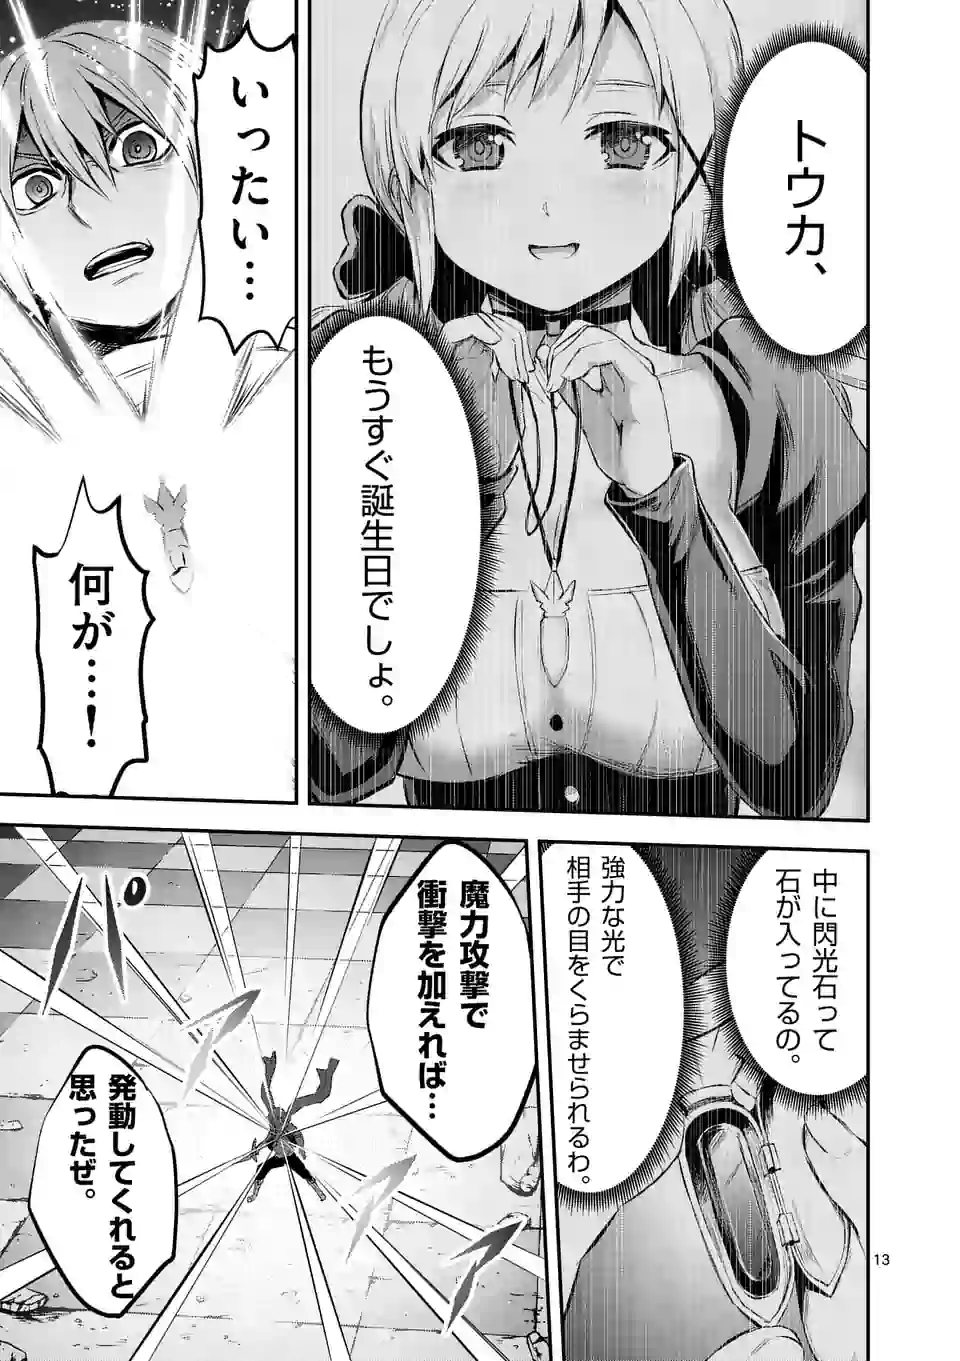 トウカ、
もうすぐ誕生日でしょ。
いったい…
何が…！
中に閃光石って
石が入ってるの。
強力な光で
相手の目をくらませられるわ。
魔力攻撃で
衝撃を加えれば…
発動してくれると
思ったぜ。
13